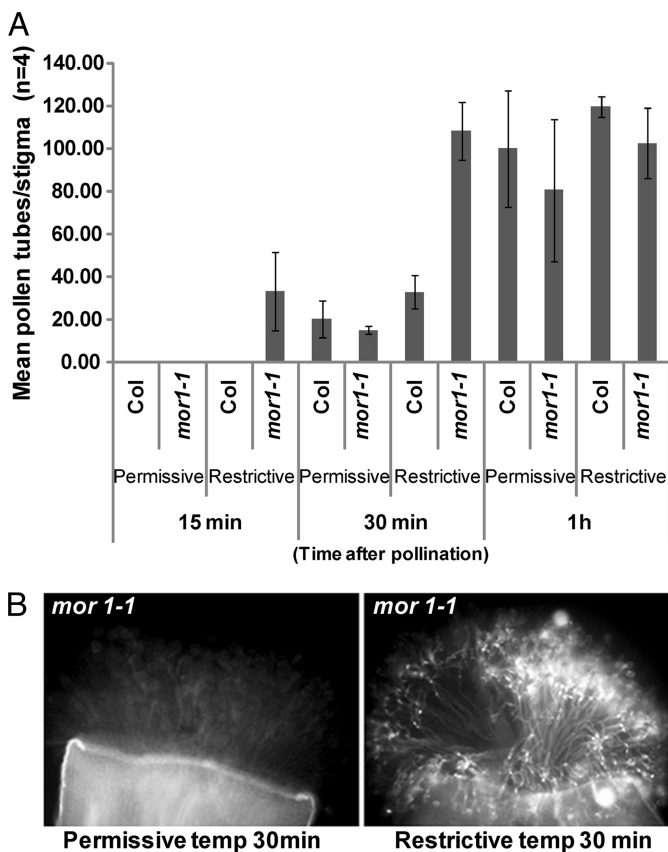 A
Mean pollen tubes/stigma (n=4)
140.00
120.00
100.00
80.00
60.00
40.00
20.00
0.00
Col
mor1-1
Col
mor1-1
Col
mor1-1
Col
mor1-1
Col
mor1-1
Col
mor1-1
Permissive Restrictive Permissive Restrictive Permissive Restrictive
15 min 30 min 1h
(Time after pollination)
B
mor 1-1 mor 1-1
Permissive temp 30min Restrictive temp 30 min